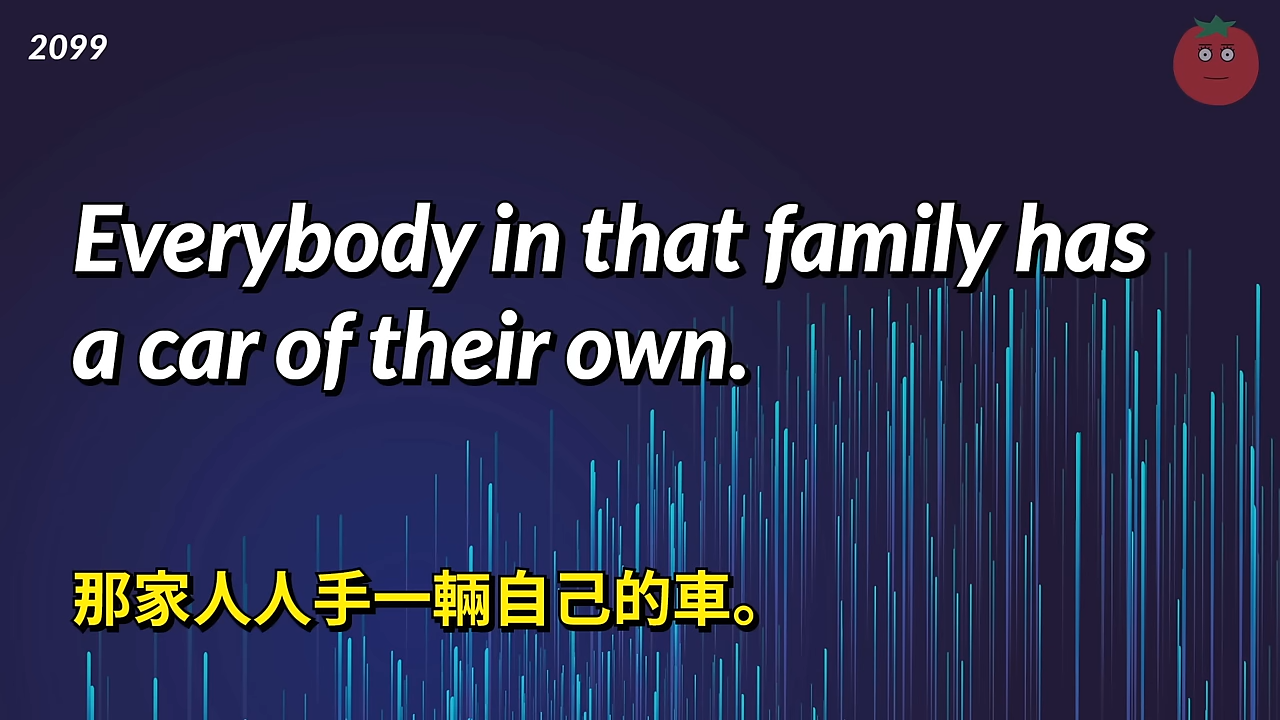 2099
Everybody in that family has
a car of their own.
那家人人手一輛自己的車。